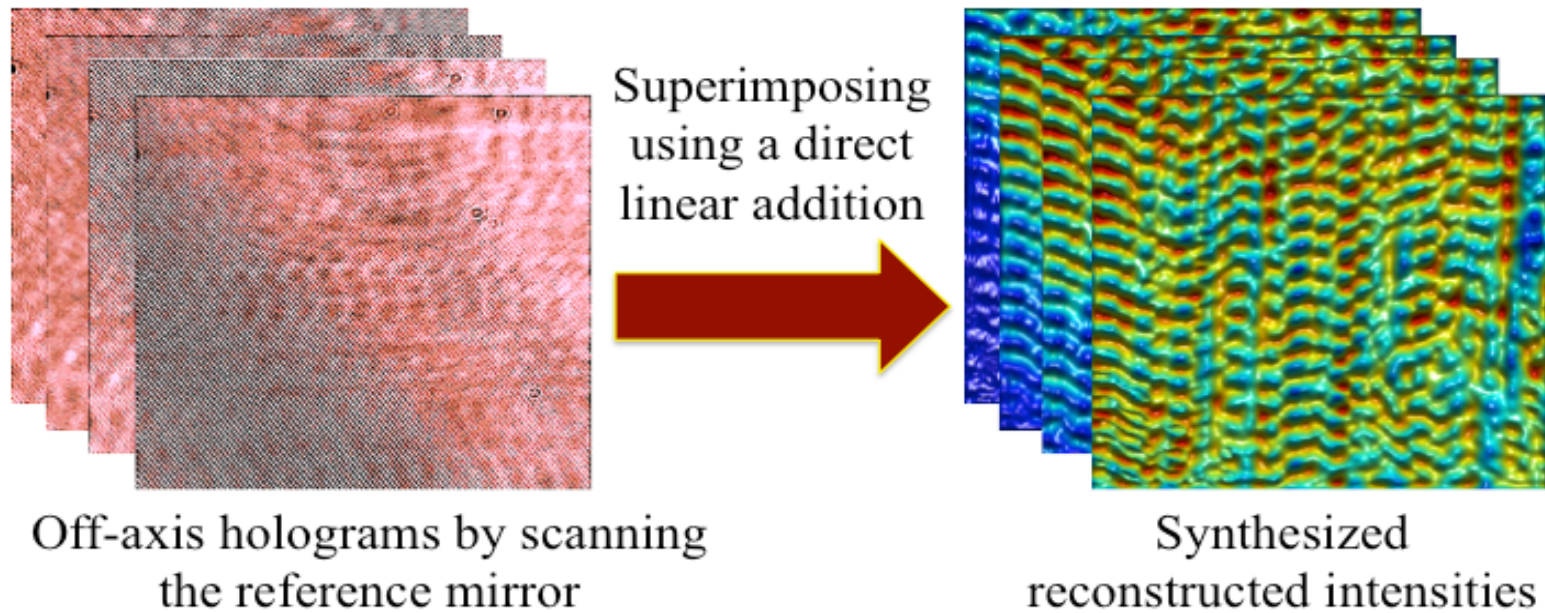 Superimposing
using a direct
linear addition
Off-axis holograms by scanning
the reference mirror
Synthesized
reconstructed intensities